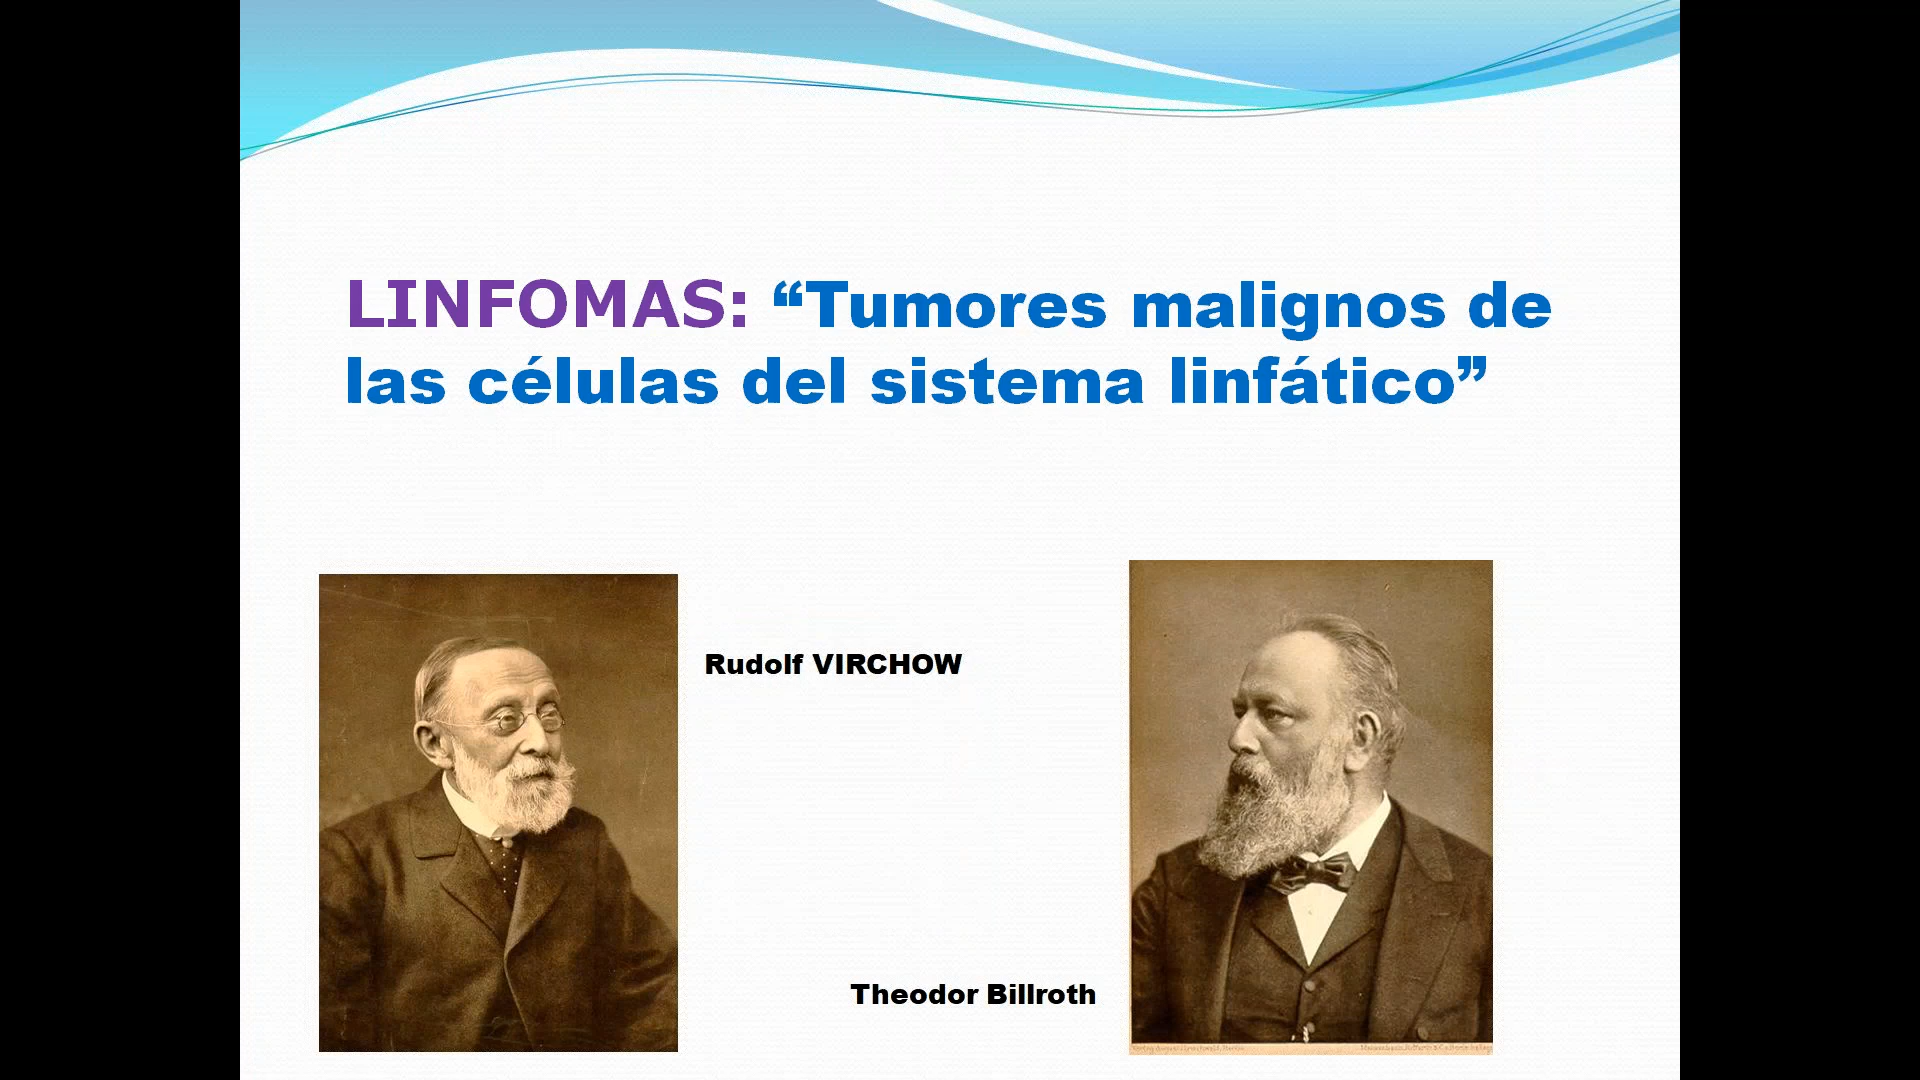 LINFOMAS: “Tumores malignos de
las células del sistema linfático”
Rudolf VIRCHOW
Theodor Billroth